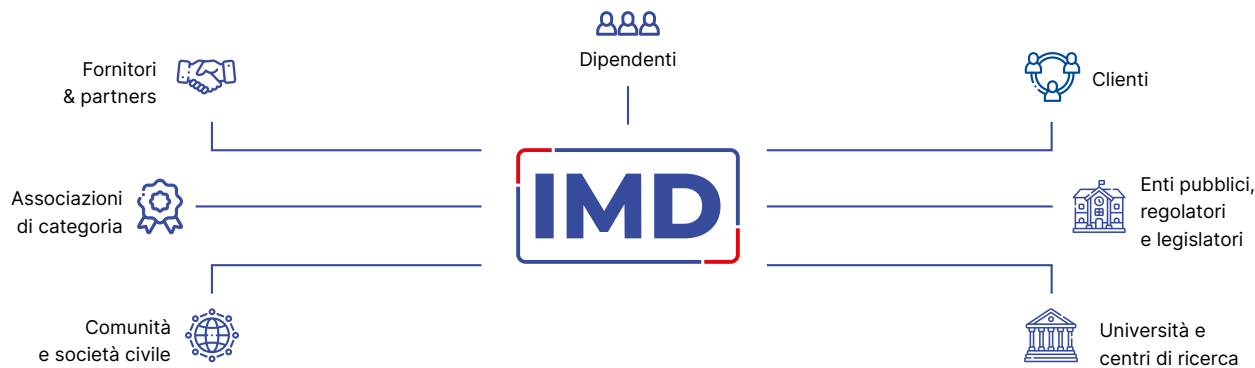 Dipendenti
Fornitori
& partners
Clienti
IMD
Associazioni
di categoria
Enti pubblici,
regolatori
e legislatori
Comunità
e società civile
Università e
centri di ricerca